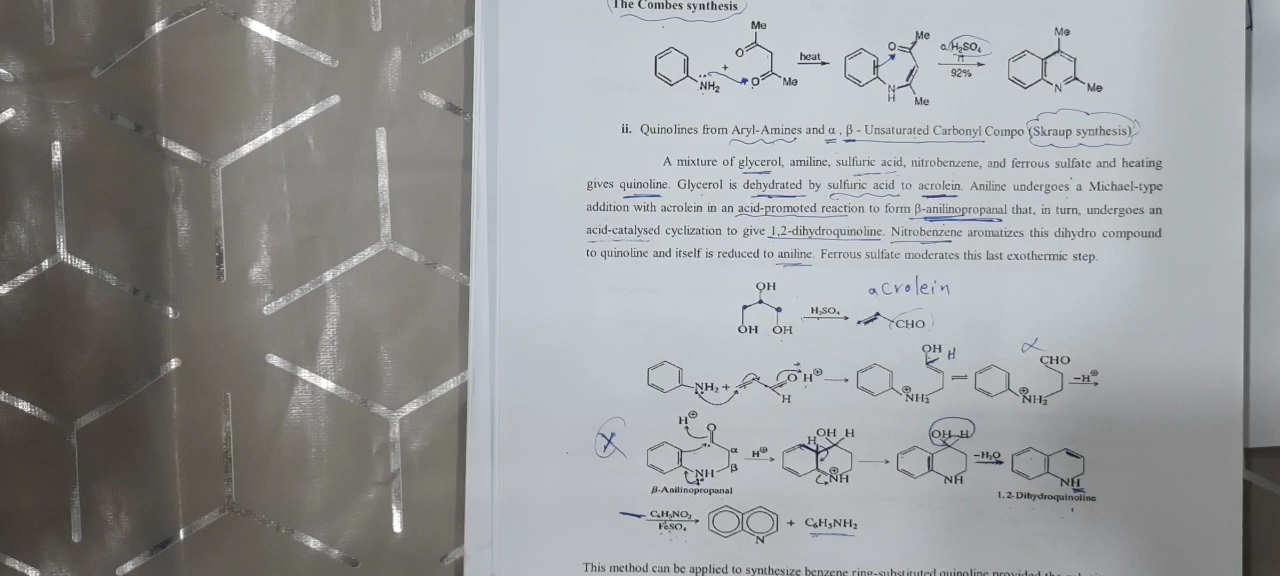 The Combes synthesis
Me
O
+
NH₂
O
Me
heat
O
Me
N
H
Me
a.(H₂SO₄
92%
Me
N
Me
ii. Quinolines from Aryl-Amines and α , β - Unsaturated Carbonyl Compo (Skraup synthesis)
A mixture of glycerol, amiline, sulfuric acid, nitrobenzene, and ferrous sulfate and heating
gives quinoline. Glycerol is dehydrated by sulfuric acid to acrolein. Aniline undergoes a Michael-type
addition with acrolein in an acid-promoted reaction to form β-anilinopropanal that, in turn, undergoes an
acid-catalysed cyclization to give 1,2-dihydroquinoline. Nitrobenzene aromatizes this dihydro compound
to quinoline and itself is reduced to aniline. Ferrous sulfate moderates this last exothermic step.
OH
OH OH
H₂SO₄
acrolein
CHO
NH₂ +
O H⊕
H
OH H
⊕
NH₂
α
CHO
⊕
NH₂
−H⊕
H⊕
O
α
β
NH
β-Anilinopropanal
H⊕
H OH H
⊕
NH
OH H
NH
−H₂O
NH
1, 2-Dihydroquinoline
C₆H₅NO₂
FeSO₄
N
+ C₆H₅NH₂
This method can be applied to synthesize benzene ring-substituted quinoline provided the